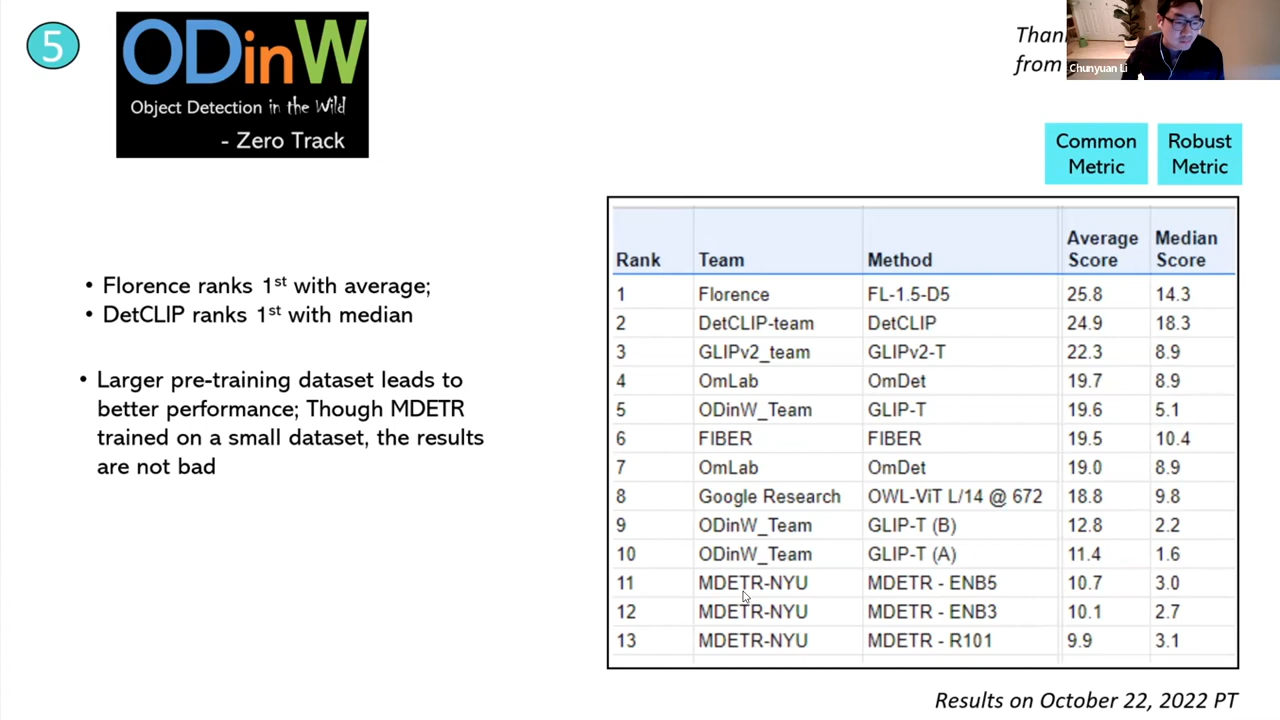 5
ODinW
Object Detection in the Wild
- Zero Track
from
Chunyuan Li
Common
Metric
Robust
Metric
Florence ranks 1st with average;
DetCLIP ranks 1st with median
Larger pre-training dataset leads to
better performance; Though MDETR
trained on a small dataset, the results
are not bad
Rank Team Method Average Score Median Score
1 Florence FL-1.5-D5 25.8 14.3
2 DetCLIP-team DetCLIP 24.9 18.3
3 GLIPv2_team GLIPv2-T 22.3 8.9
4 OmLab OmDet 19.7 8.9
5 ODinW_Team GLIP-T 19.6 5.1
6 FIBER FIBER 19.5 10.4
7 OmLab OmDet 19.0 8.9
8 Google Research OWL-ViT L/14 @ 672 18.8 9.8
9 ODinW_Team GLIP-T (B) 12.8 2.2
10 ODinW_Team GLIP-T (A) 11.4 1.6
11 MDETR-NYU MDETR - ENB5 10.7 3.0
12 MDETR-NYU MDETR - ENB3 10.1 2.7
13 MDETR-NYU MDETR - R101 9.9 3.1
Results on October 22, 2022 PT